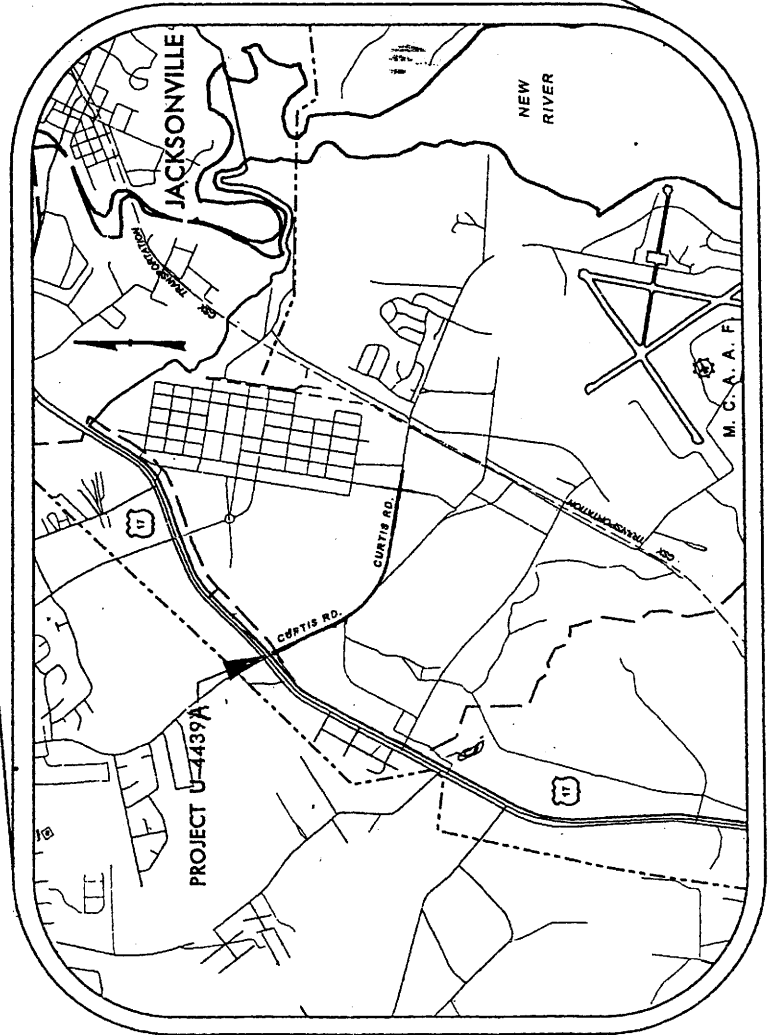 JACKSONVILLE
NEW
RIVER
CSX TRANSPORTATION
17
CURTIS RD.
CURTIS RD.
M. C. A. A. F.
CSX TRANSPORTATION
PROJECT U-4439A
17